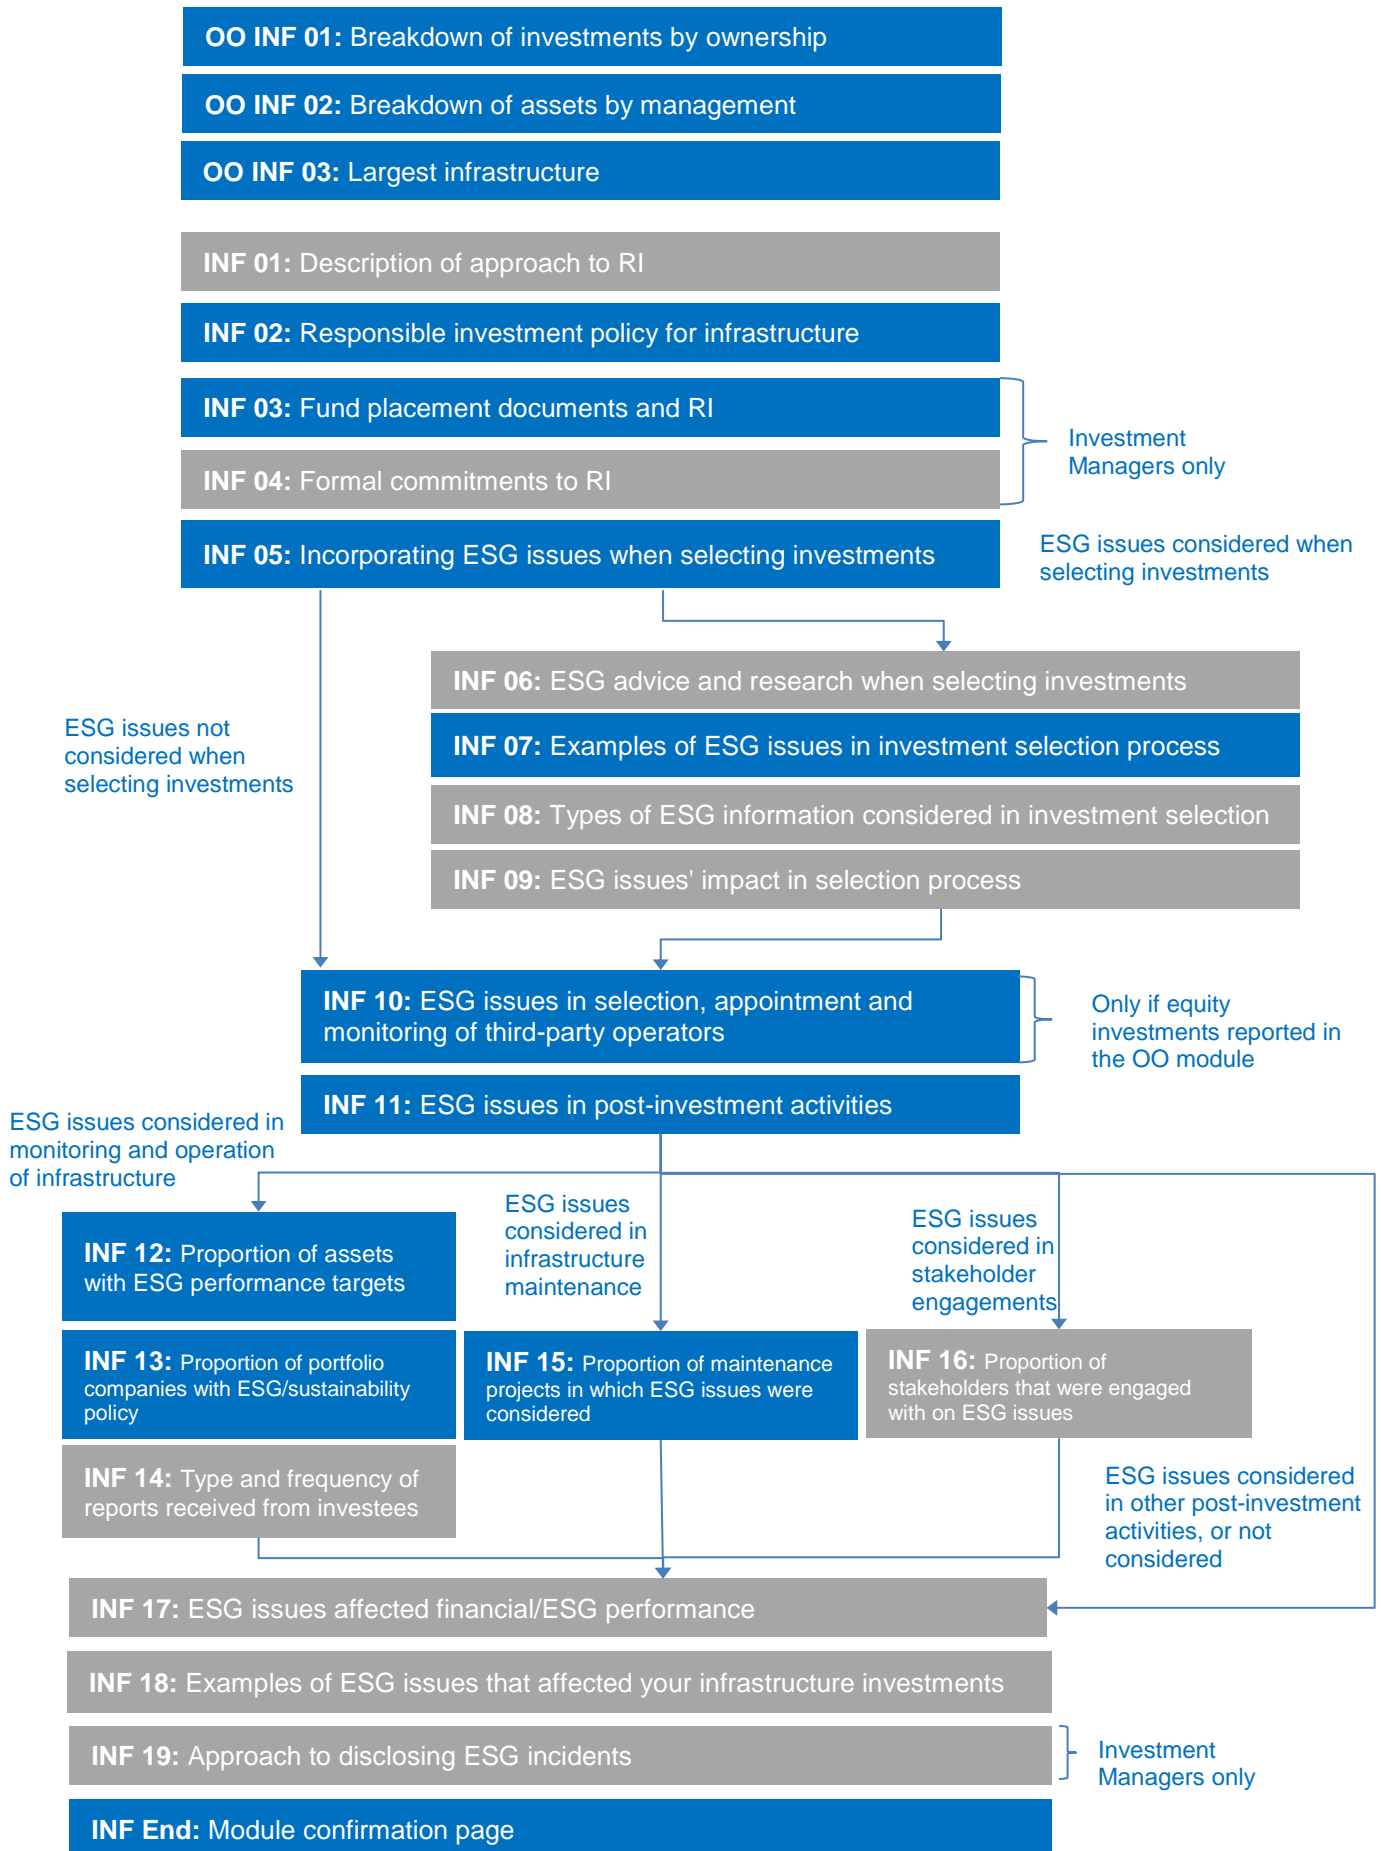 OO INF 01: Breakdown of investments by ownership
OO INF 02: Breakdown of assets by management
OO INF 03: Largest infrastructure
INF 01: Description of approach to RI
INF 02: Responsible investment policy for infrastructure
INF 03: Fund placement documents and RI
Investment
Managers only
INF 04: Formal commitments to RI
INF 05: Incorporating ESG issues when selecting investments
ESG issues considered when
selecting investments
INF 06: ESG advice and research when selecting investments
ESG issues not
considered when
selecting investments
INF 07: Examples of ESG issues in investment selection process
INF 08: Types of ESG information considered in investment selection
INF 09: ESG issues' impact in selection process
INF 10: ESG issues in selection, appointment and
monitoring of third-party operators
Only if equity
investments reported in
the OO module
INF 11: ESG issues in post-investment activities
ESG issues considered in
monitoring and operation
of infrastructure
ESG issues
considered in
infrastructure
maintenance
ESG issues
considered in
stakeholder
engagements
INF 12: Proportion of assets
with ESG performance targets
INF 13: Proportion of portfolio
companies with ESG/sustainability
policy
INF 15: Proportion of maintenance
projects in which ESG issues were
considered
INF 16: Proportion of
stakeholders that were engaged
with on ESG issues
INF 14: Type and frequency of
reports received from investees
ESG issues considered
in other post-investment
activities, or not
considered
INF 17: ESG issues affected financial/ESG performance
INF 18: Examples of ESG issues that affected your infrastructure investments
INF 19: Approach to disclosing ESG incidents
Investment
Managers only
INF End: Module confirmation page